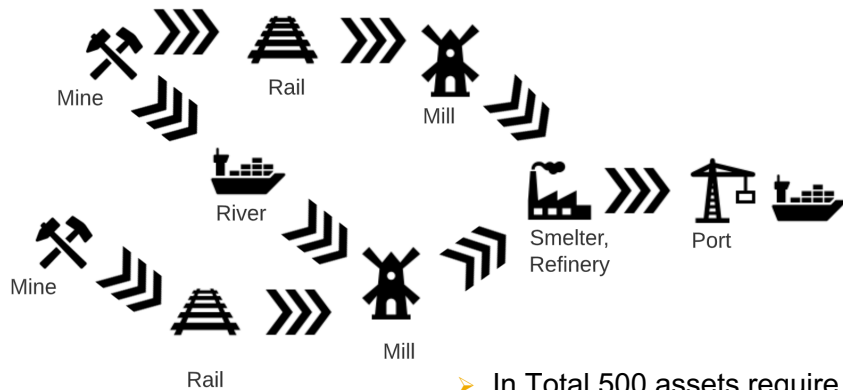 Rail
Mine
Mill
River
Smelter,
Refinery
Port
Mine
Mill
Rail
In Total 500 assets require